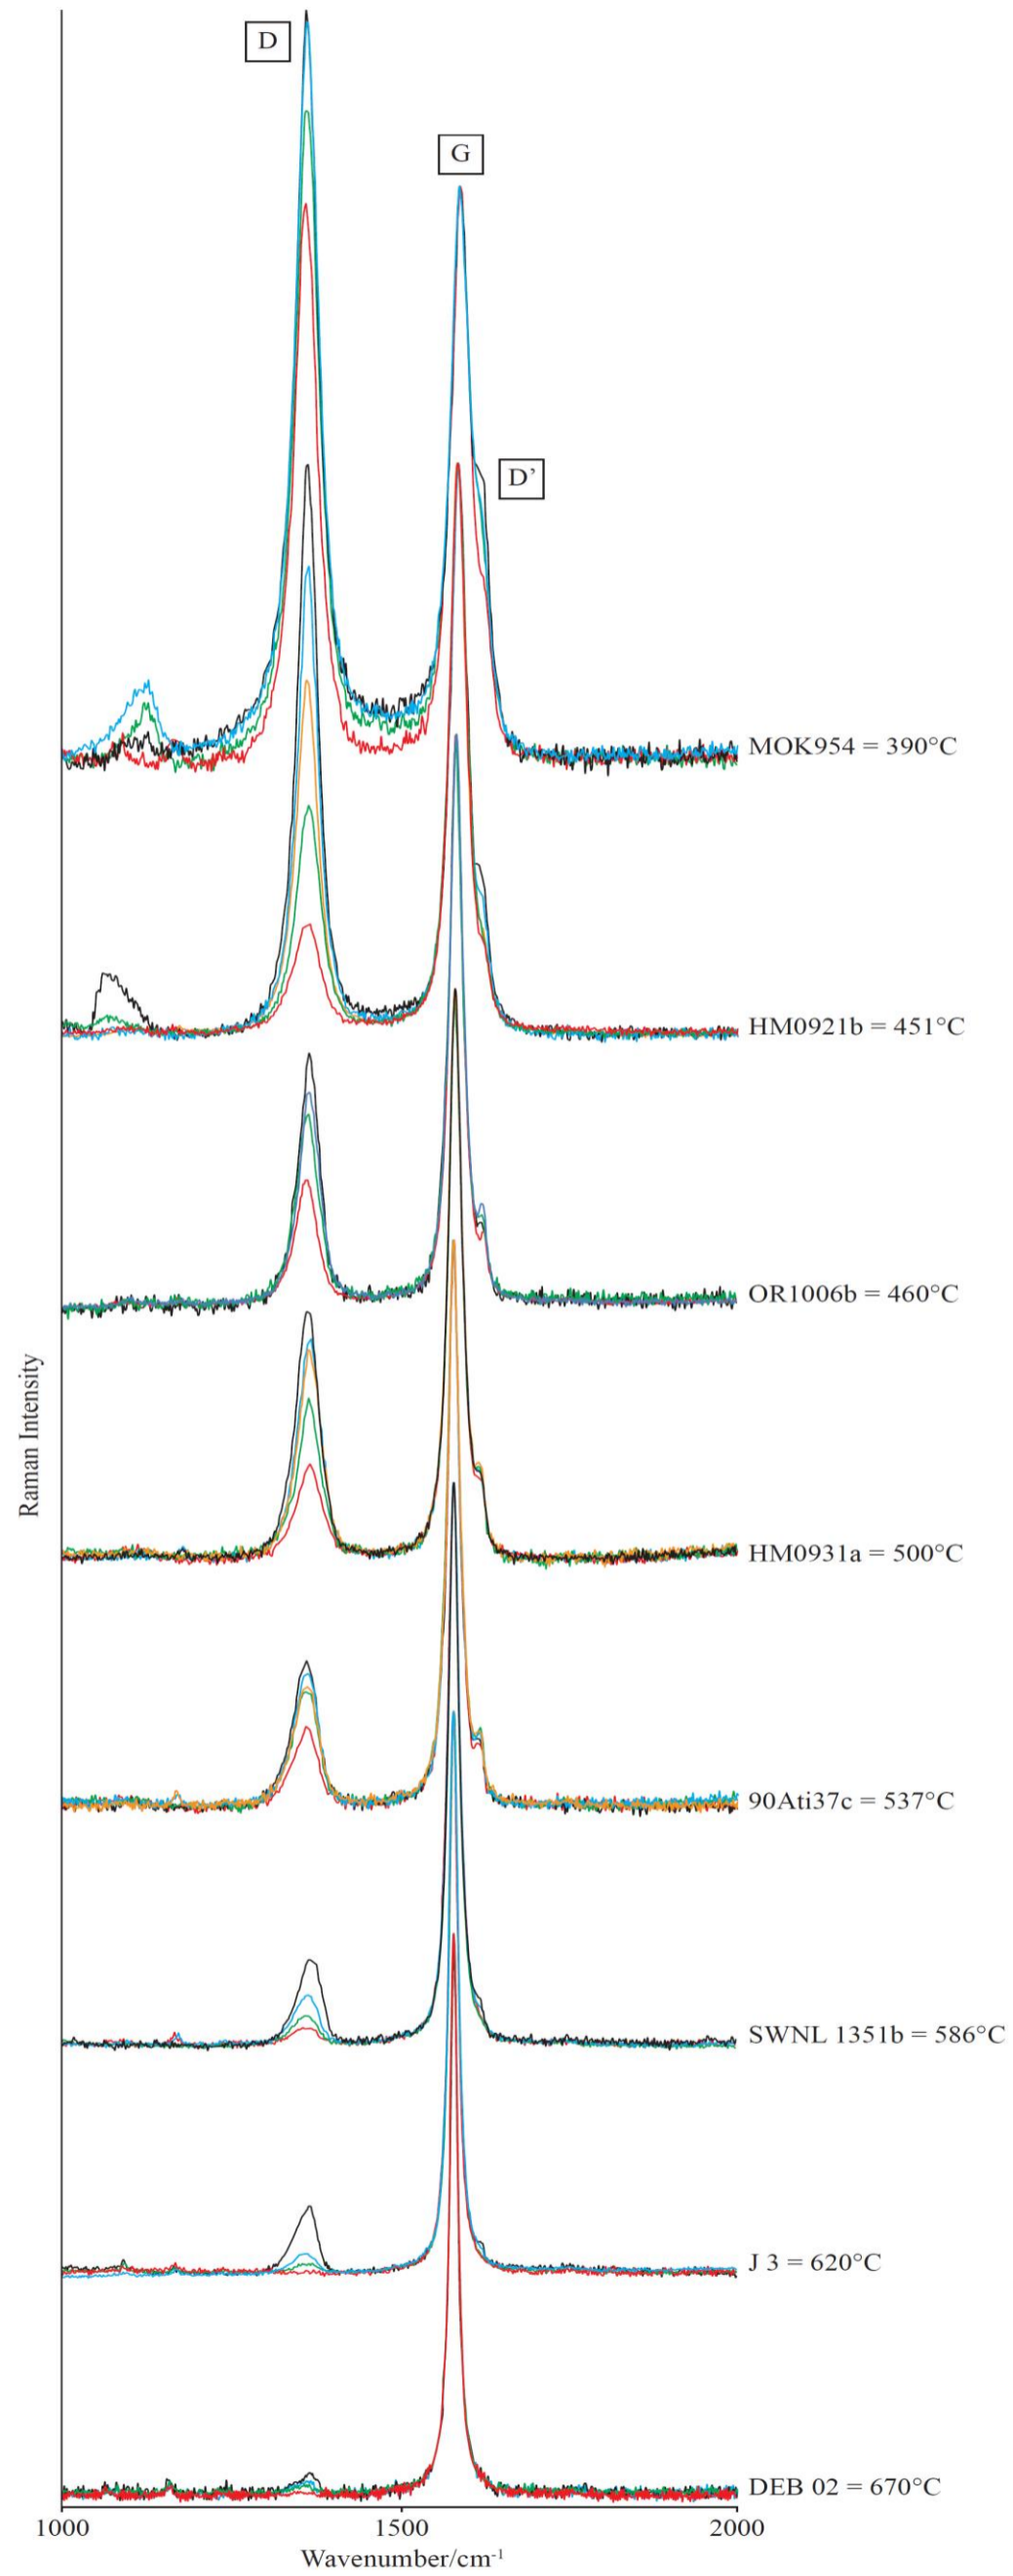 D
G
D’
MOK954 = 390°C
HM0921b = 451°C
OR1006b = 460°C
Raman Intensity
HM0931a = 500°C
90Ati37c = 537°C
SWNL 1351b = 586°C
J 3 = 620°C
DEB 02 = 670°C
1000 1500 2000
Wavenumber/cm⁻¹